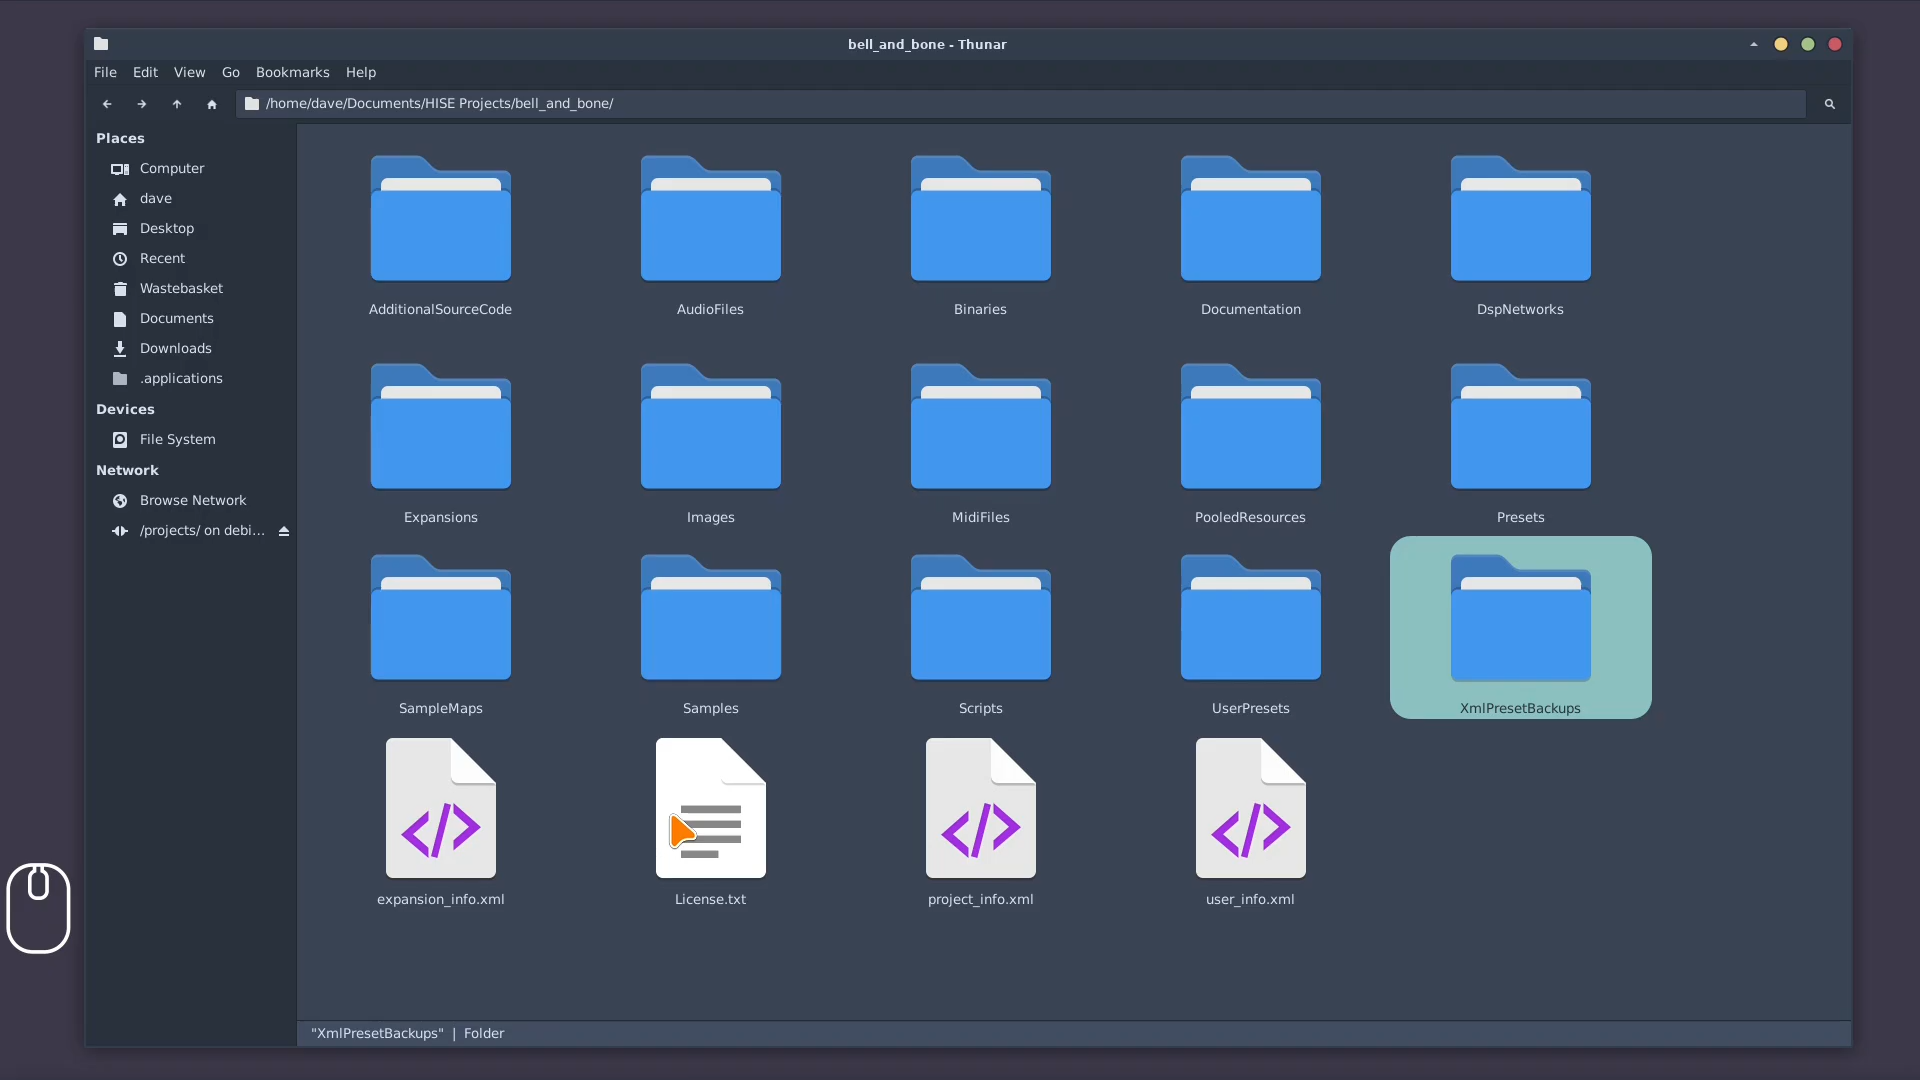 bell_and_bone - Thunar
File Edit View Go Bookmarks Help
/home/dave/Documents/HISE Projects/bell_and_bone/
Places
Computer
dave
Desktop
Recent
Wastebasket
Documents
Downloads
.applications
Devices
File System
Network
Browse Network
/projects/ on debi...
AdditionalSourceCode AudioFiles Binaries Documentation DspNetworks
Expansions Images MidiFiles PooledResources Presets
SampleMaps Samples Scripts UserPresets XmlPresetBackups
expansion_info.xml License.txt project_info.xml user_info.xml
"XmlPresetBackups" | Folder